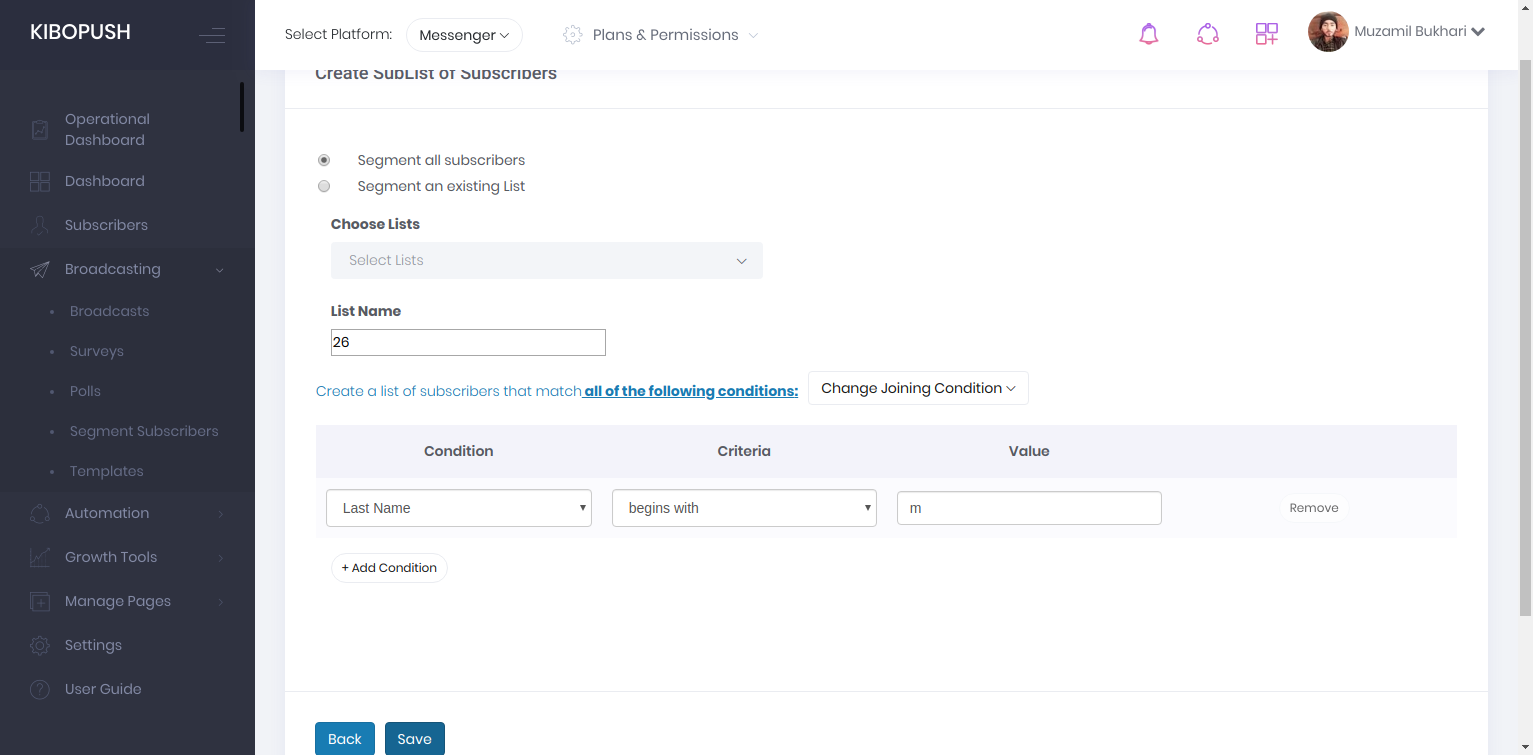 KIBOPUSH
Select Platform: Messenger Plans & Permissions Muzamil Bukhari
Create SubList of Subscribers
Operational
Dashboard
Dashboard
Subscribers
Broadcasting
• Broadcasts
• Surveys
• Polls
• Segment Subscribers
• Templates
Automation
Growth Tools
Manage Pages
Settings
User Guide
Segment all subscribers
Segment an existing List
Choose Lists
Select Lists
List Name
26
Create a list of subscribers that match all of the following conditions: Change Joining Condition
Condition Criteria Value
Last Name begins with m Remove
+ Add Condition
Back Save